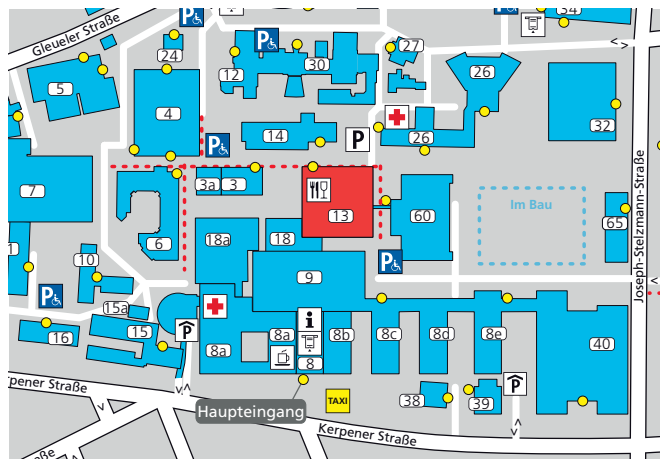 Gleueler Straße
P
P
P
34
24
5
12
30
27
26
4
32
14
P
26
P
7
3a
3
13
60
Im Bau
65
18a
18
6
Joseph-Stelzmann-Straße
1
10
9
P
P
15a
15
16
P
i
8a
8a
8b
8c
8d
8e
40
8
P
38
39
TAXI
Haupteingang
rpener Straße
Kerpener Straße